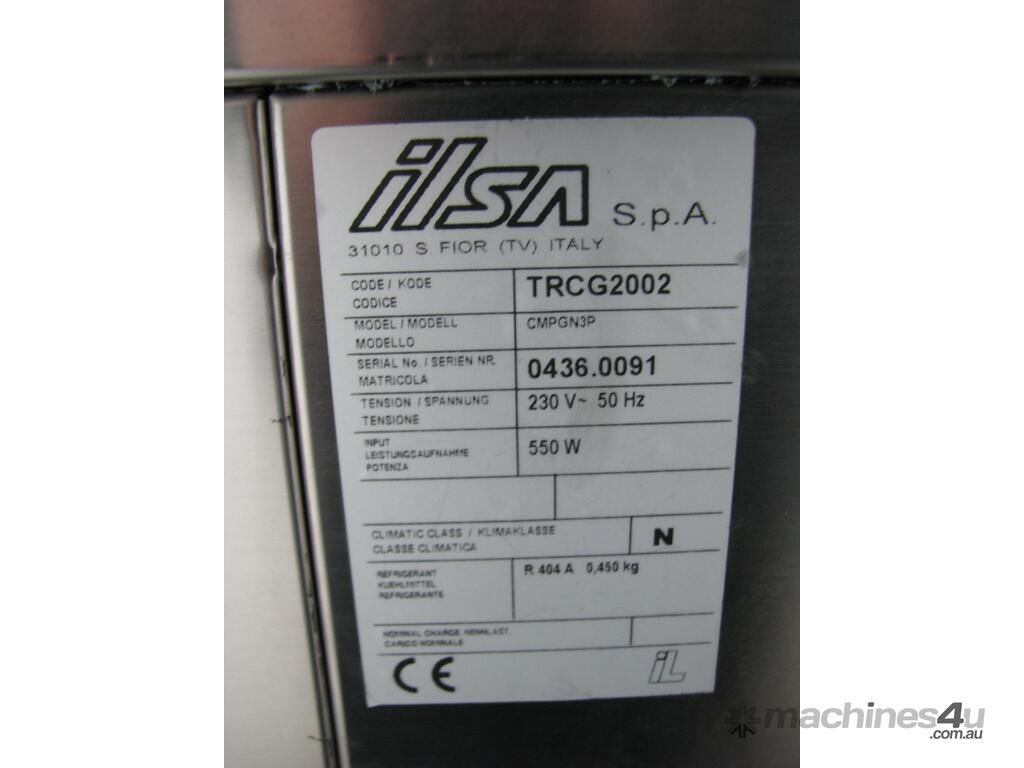 ilsa S.p.A.
31010 S. FIOR (TV) ITALY
CODE / KODE
CODICE
TRCG2002
MODEL / MODELL
MODELLO
CMPGN3P
SERIAL No. / SERIEN NR.
MATRICOLA
0436.0091
TENSION / SPANNUNG
TENSIONE
230 V~ 50 Hz
INPUT
LEISTUNGSAUFNAHME
POTENZA
550 W
CLIMATIC CLASS / KLIMAKLASSE
CLASSE CLIMATICA
N
REFRIGERANT
KUEHLMITTEL
REFRIGERANTE
R 404 A 0,450 kg
NOMINAL CHARGE, NENNLAST.
CARICO NOMINALE
CE
iL
machines4u
.com.au